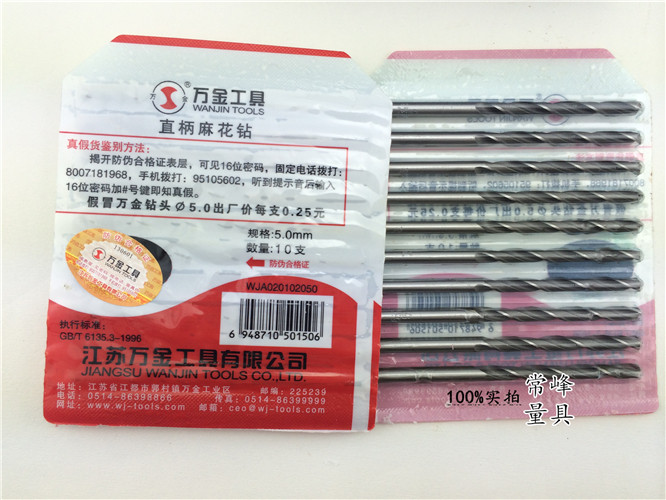 万金
万金工具
WANJIN TOOLS
直柄麻花钻
真假货鉴别方法:
揭开防伪合格证表层,可见16位密码,固定电话拨打:
8007181968,手机拨打:95105602,听到提示音后输入
16位密码加#号键即知真假。
假冒万金钻头∅5.0出厂价每支0.25元
规格:5.0mm
数量:10支
防伪合格证
130601
万金工具
WANJIN TOOLS
WJA020102050
6 948710 501506
执行标准:
GB/T 6135.3-1996
江苏万金工具有限公司
JIANGSU WANJIN TOOLS CO.,LTD.
地址:江苏省江都市郭村镇万金工业区 邮编:225239
电话:0514-86398866 传真:0514-86399999
网址:www.wj-tools.com 邮箱:ceo@wj-tools.com
100%实拍
常峰
量具